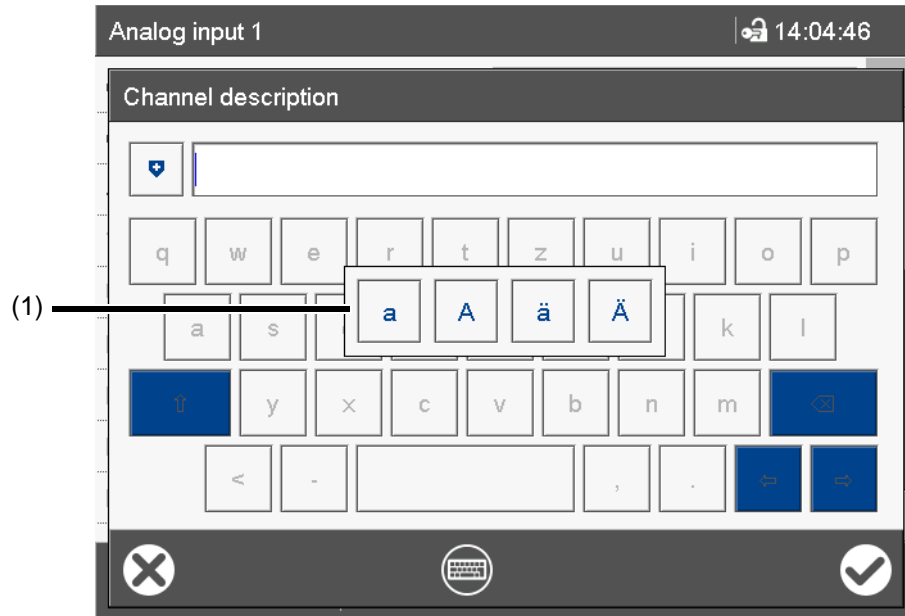 Analog input 1 14:04:46
Channel description
q w e r t z u i o p
(1) a A ä Ä
a s k l
⇧ y x c v b n m ⌫
< - , . ⇦ ⇨